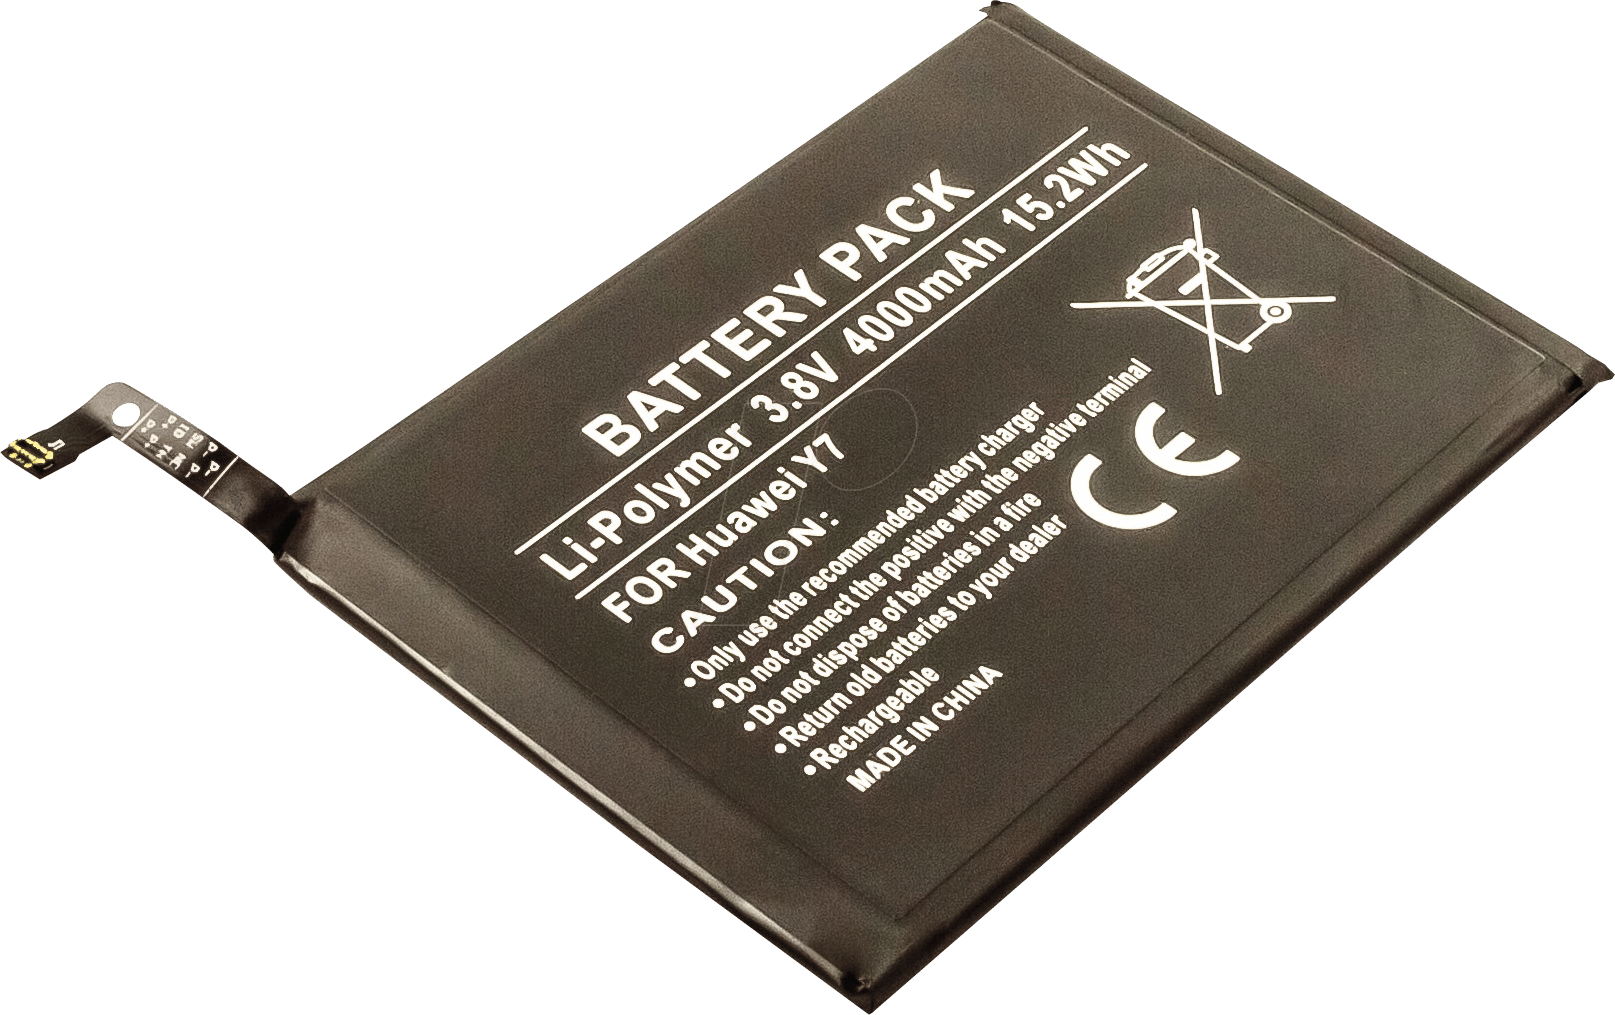 BATTERY PACK
Li-Polymer 3.8V 4000mAh 15.2Wh
FOR Huawei Y7
CAUTION:
•Only use the recommended battery charger
•Do not connect the positive with the negative terminal
•Do not dispose of batteries in a fire
•Return old batteries to your dealer
•Rechargeable
MADE IN CHINA
CE